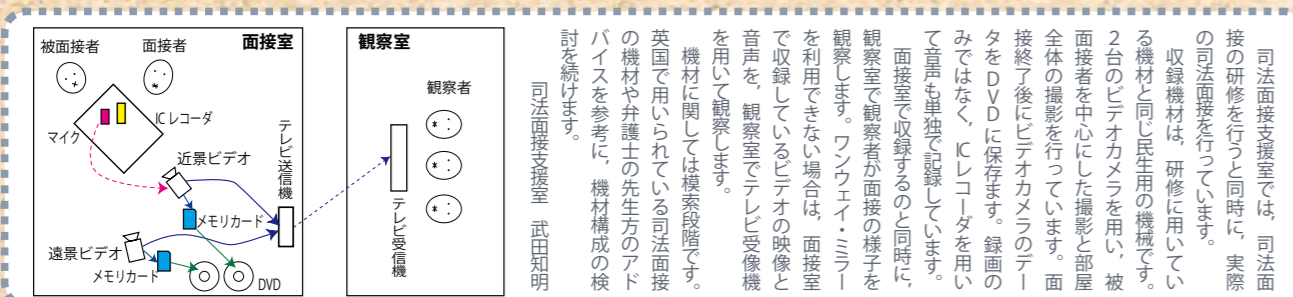 面接室
被面接者
面接者
マイク
ICレコーダ
近景ビデオ
テレビ送信機
メモリカード
遠景ビデオ
メモリカード
DVD
観察室
観察者
テレビ受信機
司法面接支援室では、司法面
接の研修を行うと同時に、実際
の司法面接を行っています。
収録機材は、研修に用いてい
る機材と同じ民生用の機械です。
2台のビデオカメラを用い、被
面接者を中心にした撮影と部屋
全体の撮影を行っています。面
接終了後にビデオカメラのデー
タをDVDに保存ます。録画の
みではなく，ICレコーダを用い
て音声も単独で記録しています。
面接室で収録するのと同時に，
観察室で観察者が面接の様子を
観察します。ワンウェイ・ミラー
を利用できない場合は、面接室
で収録しているビデオの映像と
音声を、観察室でテレビ受像機
を用いて観察します。
機材に関しては模索段階です。
英国で用いられている司法面接
の機材や弁護士の先生方のアド
バイスを参考に，機材構成の検
討を続けます。
司法面接支援室　武田知明